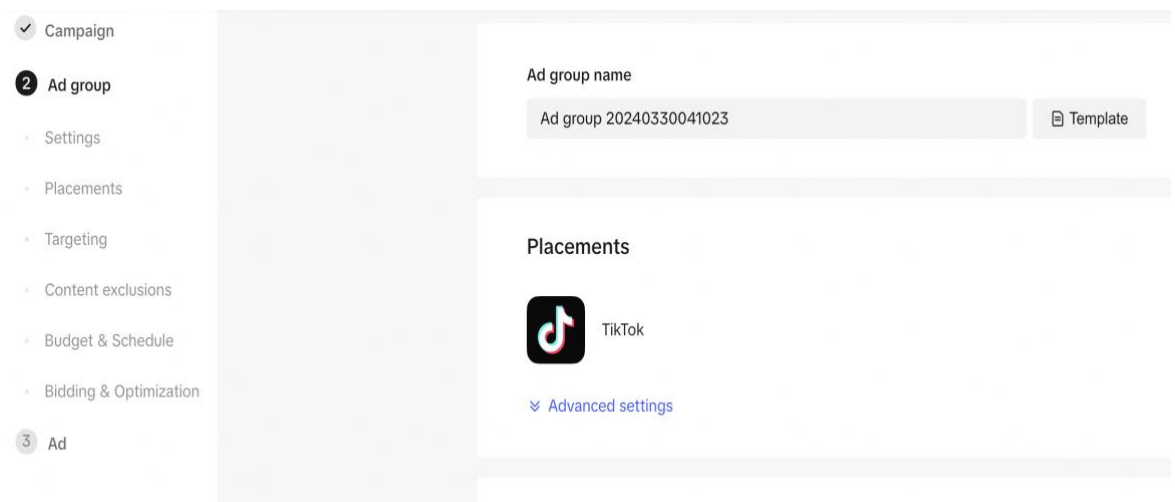 Campaign
2 Ad group
Settings
Placements
Targeting
Content exclusions
Budget & Schedule
Bidding & Optimization
3 Ad
Ad group name
Ad group 20240330041023
Template
Placements
TikTok
Advanced settings